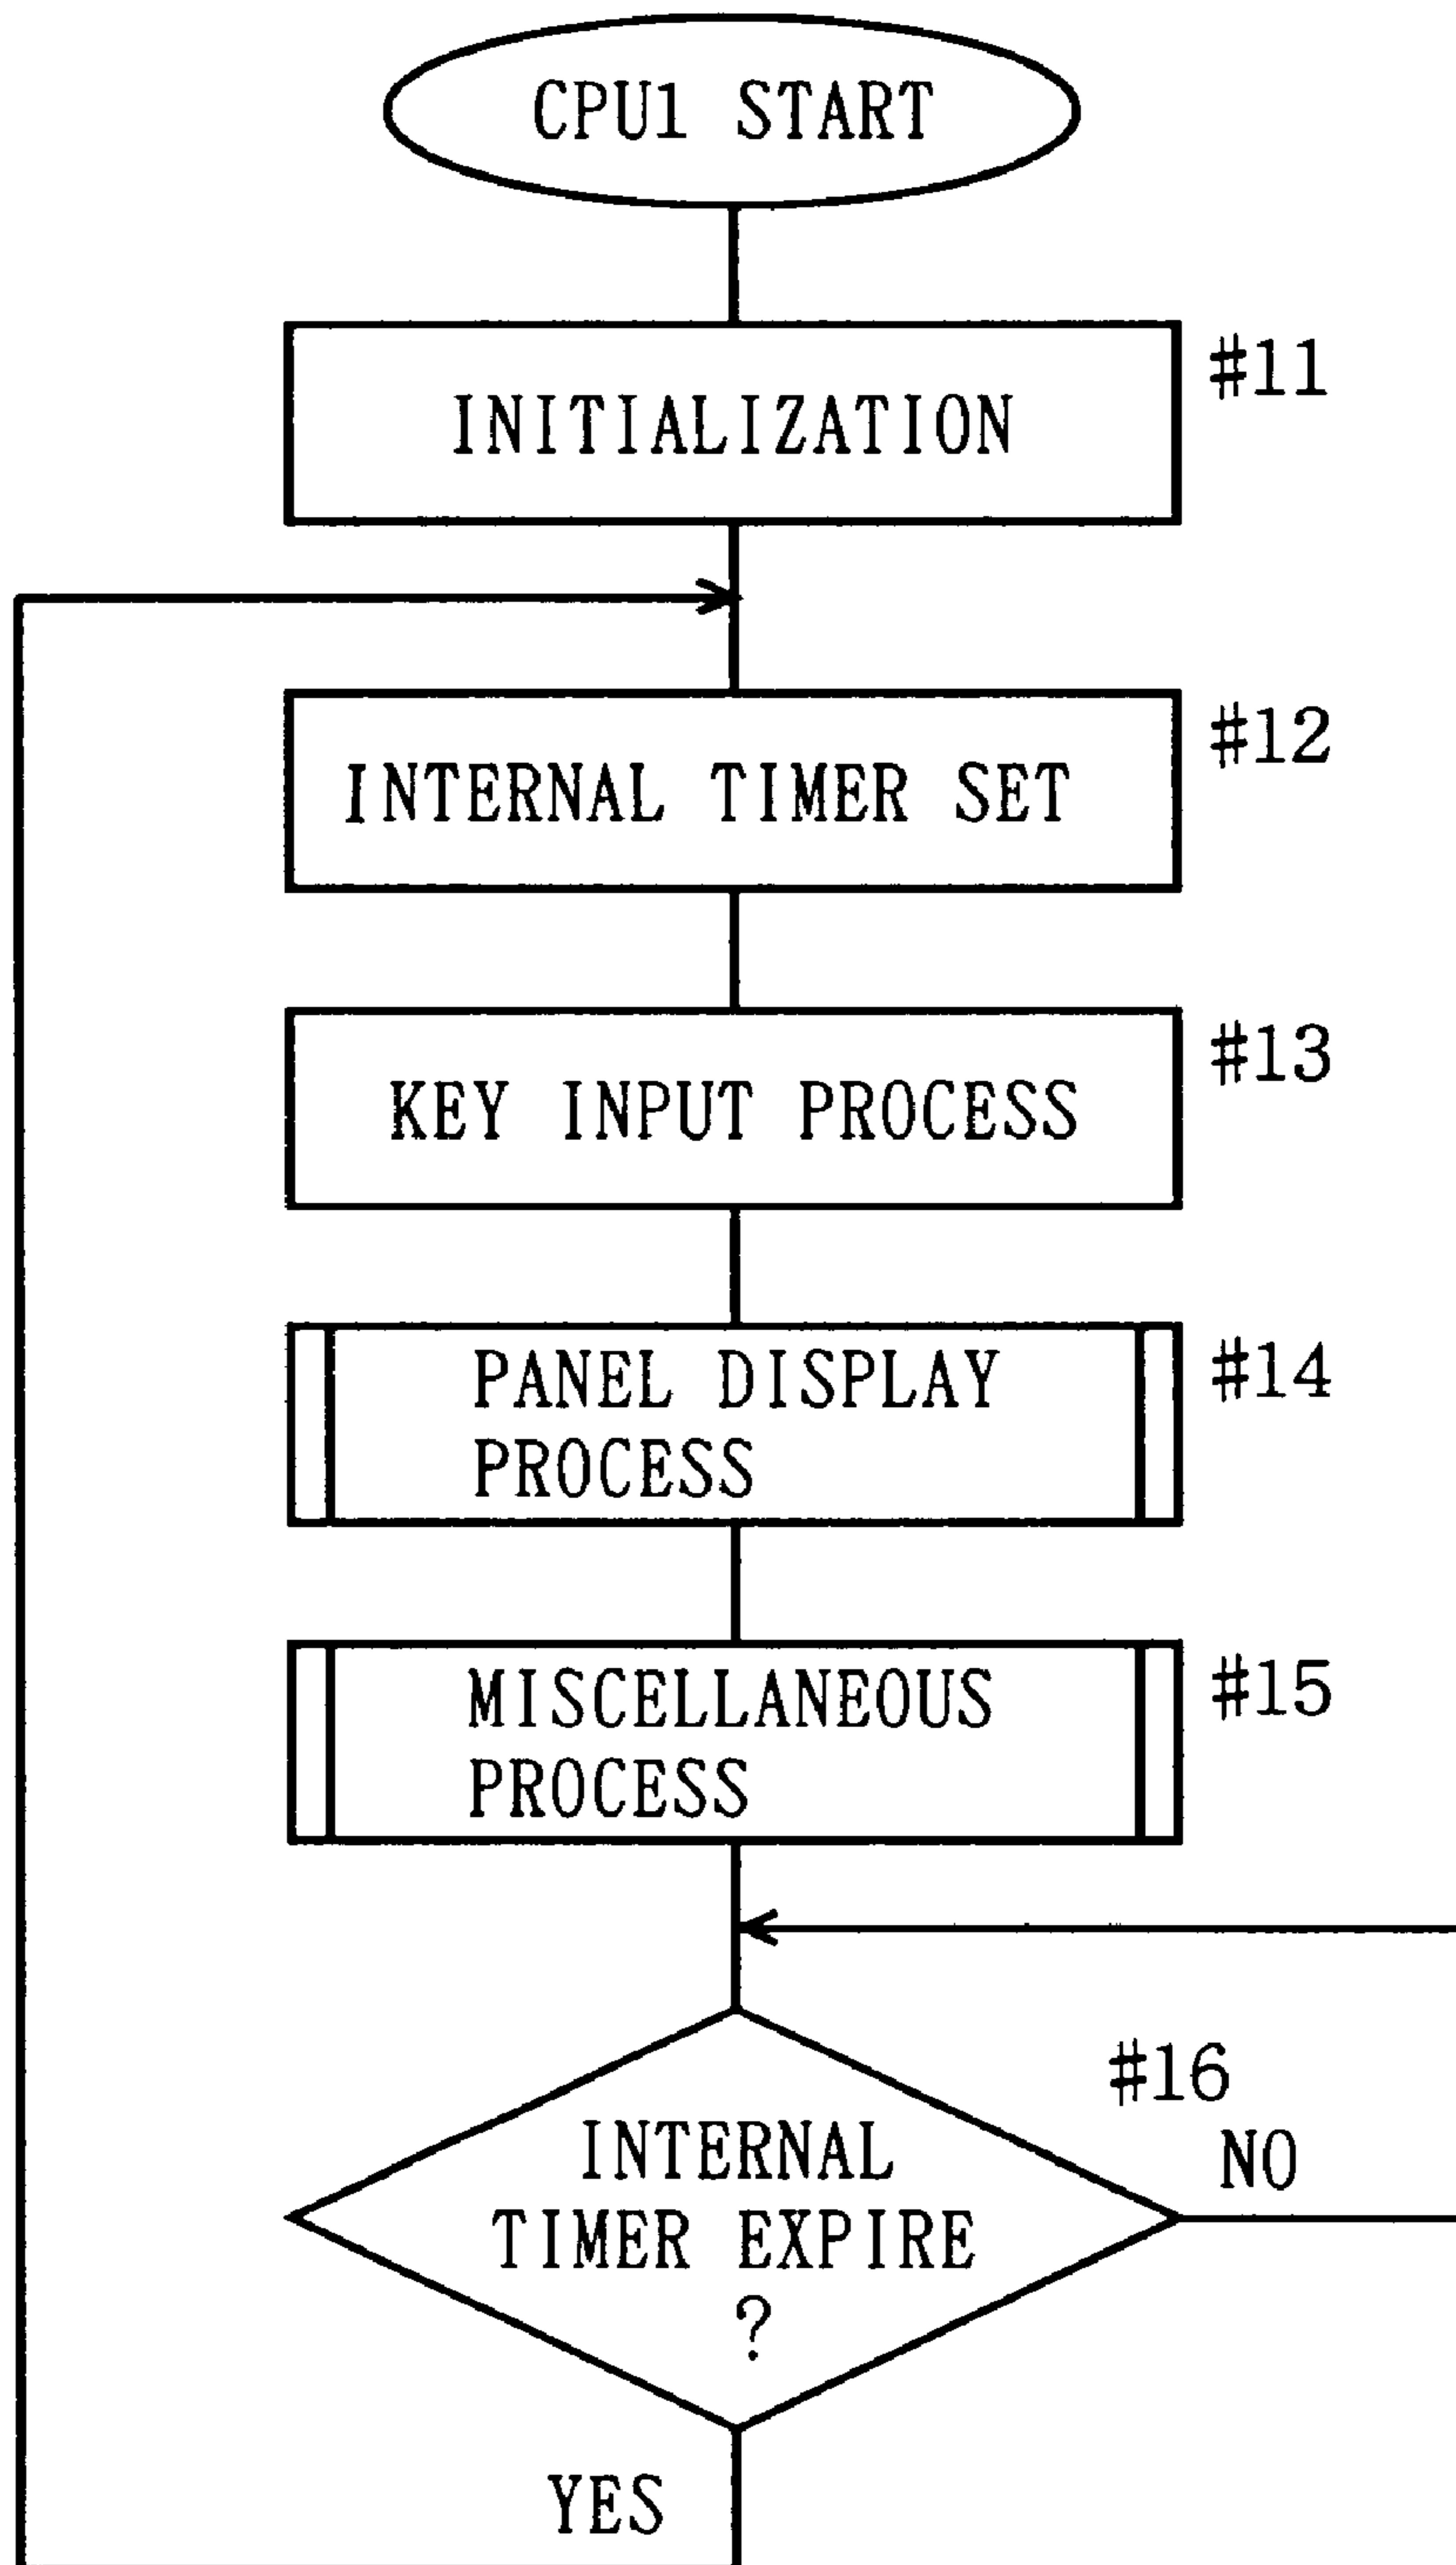 CPU1 START
#11
INITIALIZATION
#12
INTERNAL TIMER SET
#13
KEY INPUT PROCESS
#14
PANEL DISPLAY
PROCESS
#15
MISCELLANEOUS
PROCESS
#16
NO
INTERNAL
TIMER EXPIRE
?
YES